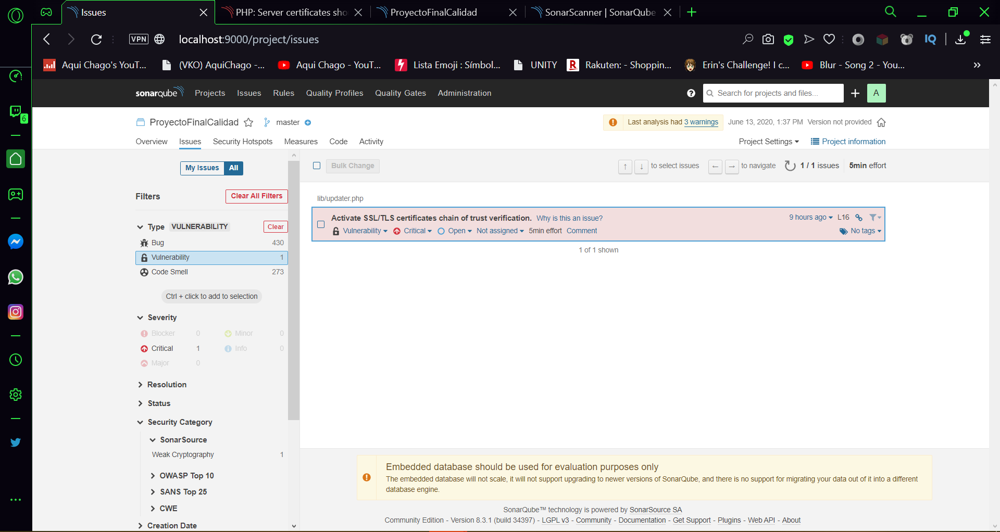 Issues
PHP: Server certificates sho
ProyectoFinalCalidad
SonarScanner | SonarQube
VPN
localhost:9000/project/issues
IQ
Aqui Chago's YouT...
(VKO) AquiChago -...
Aqui Chago - YouT...
Lista Emoji : Símbol...
UNITY
R
Rakuten: - Shoppin...
Erin's Challenge! I c...
Blur - Song 2 - You...
6
sonarqube
Projects
Issues
Rules
Quality Profiles
Quality Gates
Administration
Search for projects and files...
A
ProyectoFinalCalidad
master
Last analysis had 3 warnings
June 13, 2020, 1:37 PM
Version not provided
Overview
Issues
Security Hotspots
Measures
Code
Activity
Project Settings
Project information
My Issues
All
Bulk Change
↑ ↓ to select issues
← → to navigate
1 / 1 issues
5min effort
Filters
Clear All Filters
Type
VULNERABILITY
Clear
Bug 430
Vulnerability 1
Code Smell 273
Ctrl + click to add to selection
Severity
Blocker 0
Minor 0
Critical 1
Info 0
Major 0
Resolution
Status
Security Category
SonarSource
Weak Cryptography 1
OWASP Top 10
SANS Top 25
CWE
Creation Date
lib/updater.php
Activate SSL/TLS certificates chain of trust verification. Why is this an issue?
9 hours ago
L16
Vulnerability
Critical
Open
Not assigned
5min effort
Comment
No tags
1 of 1 shown
Embedded database should be used for evaluation purposes only
The embedded database will not scale, it will not support upgrading to newer versions of SonarQube, and there is no support for migrating your data out of it into a different
database engine.
SonarQube™ technology is powered by SonarSource SA
Community Edition - Version 8.3.1 (build 34397) - LGPL v3 - Community - Documentation - Get Support - Plugins - Web API - About